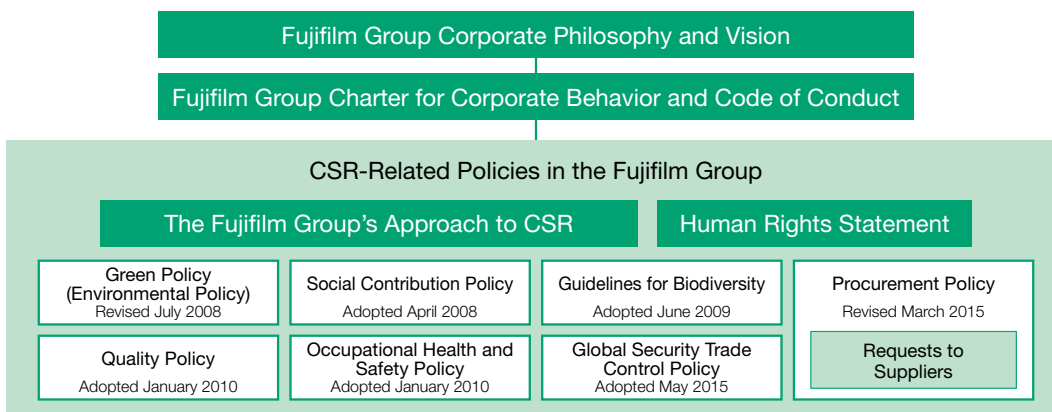 Fujifilm Group Corporate Philosophy and Vision
Fujifilm Group Charter for Corporate Behavior and Code of Conduct
CSR-Related Policies in the Fujifilm Group
The Fujifilm Group’s Approach to CSR
Human Rights Statement
Green Policy
(Environmental Policy)
Revised July 2008
Social Contribution Policy
Adopted April 2008
Guidelines for Biodiversity
Adopted June 2009
Procurement Policy
Revised March 2015
Requests to
Suppliers
Quality Policy
Adopted January 2010
Occupational Health and
Safety Policy
Adopted January 2010
Global Security Trade
Control Policy
Adopted May 2015